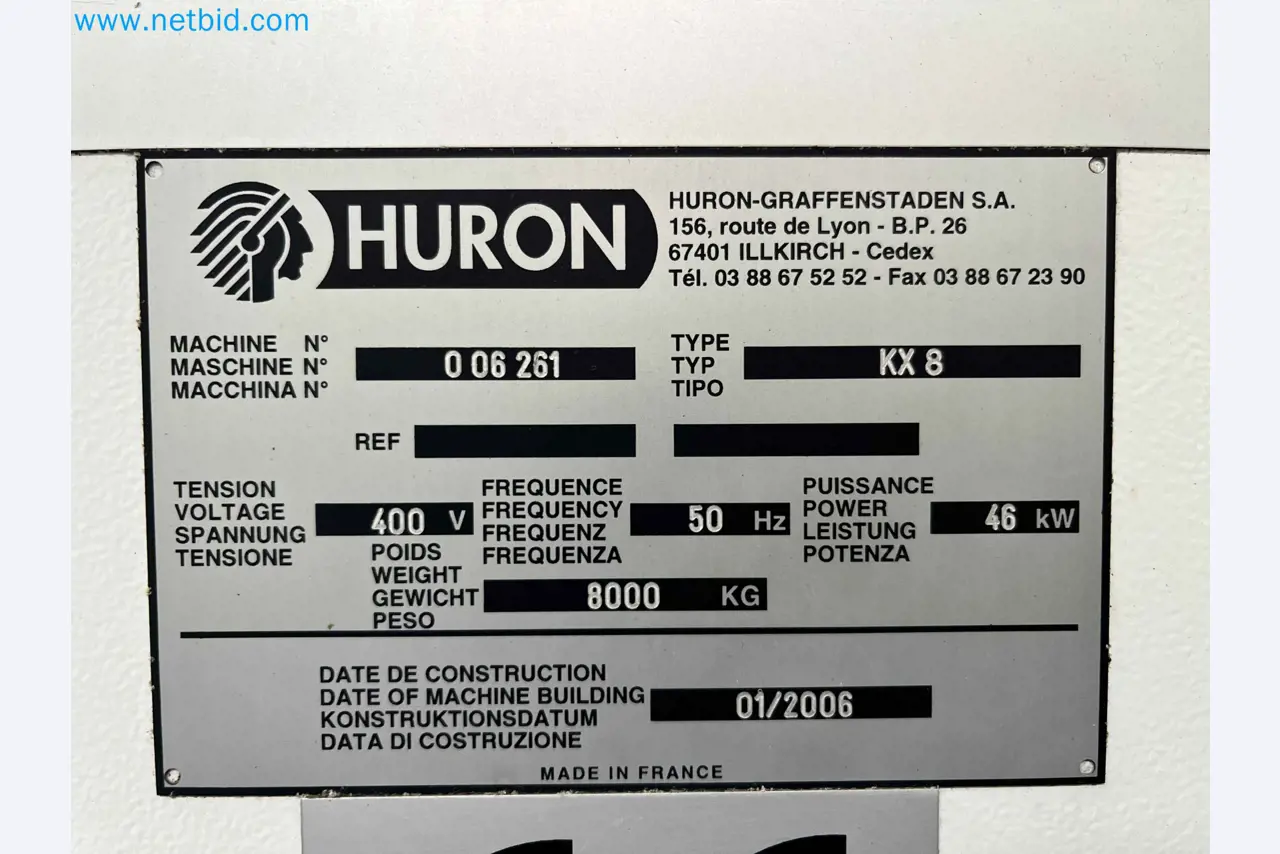 www.netbid.com
HURON
HURON-GRAFFENSTADEN S.A.
156, route de Lyon - B.P. 26
67401 ILLKIRCH - Cedex
Tél. 03 88 67 52 52 - Fax 03 88 67 23 90
MACHINE N°
MASCHINE N°
MACCHINA N°
0 06 261
TYPE
TYP
TIPO
KX 8
REF
TENSION
VOLTAGE
SPANNUNG
TENSIONE
400 V
FREQUENCE
FREQUENCY
FREQUENZ
FREQUENZA
50 Hz
PUISSANCE
POWER
LEISTUNG
POTENZA
46 kW
POIDS
WEIGHT
GEWICHT
PESO
8000 KG
DATE DE CONSTRUCTION
DATE OF MACHINE BUILDING
KONSTRUKTIONSDATUM
DATA DI COSTRUZIONE
01/2006
MADE IN FRANCE